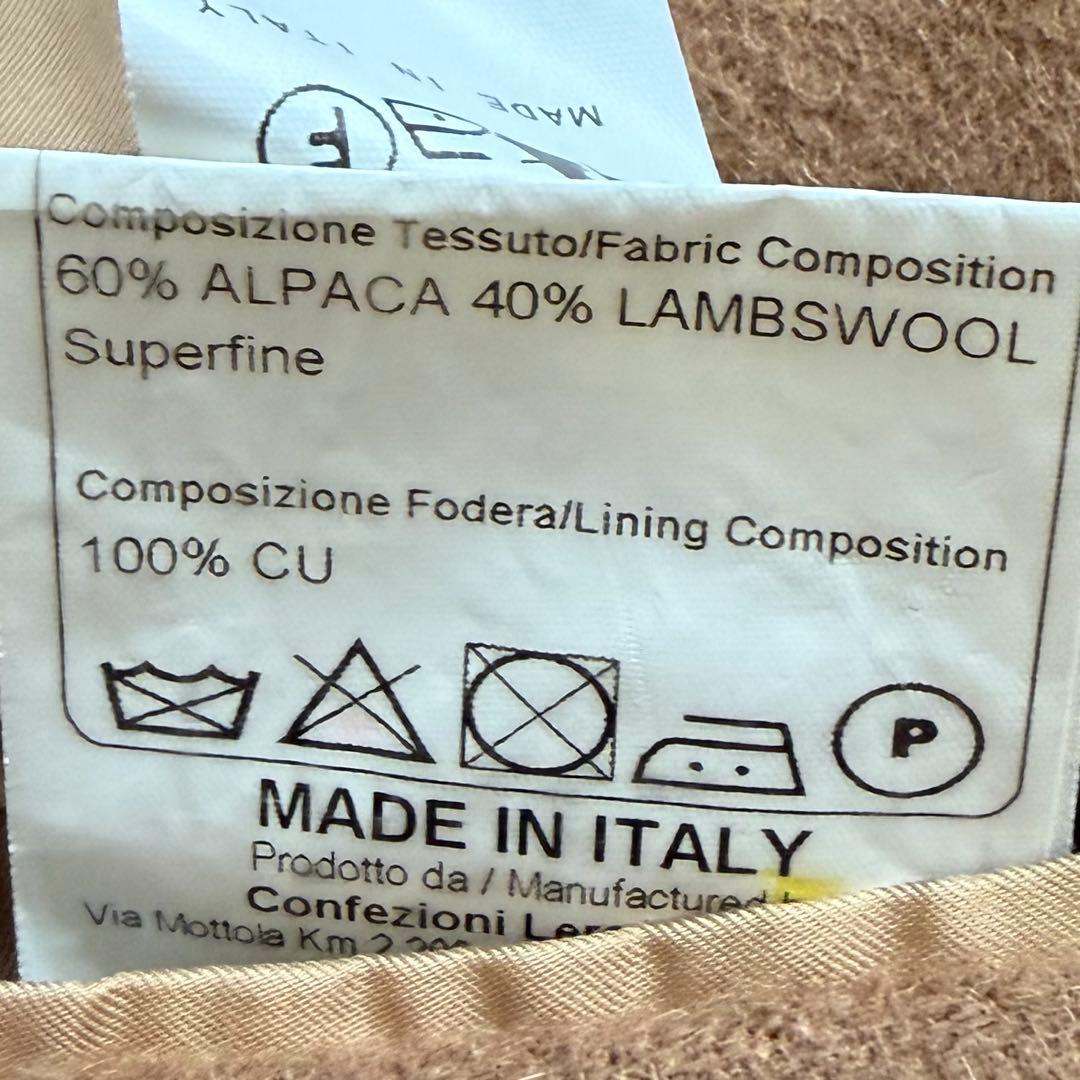 MADE IN ITALY
F
Composizione Tessuto/Fabric Composition
60% ALPACA 40% LAMBSWOOL
Superfine
Composizione Fodera/Lining Composition
100% CU
P
MADE IN ITALY
Prodotto da / Manufactured
Confezioni
Via Mottola Km